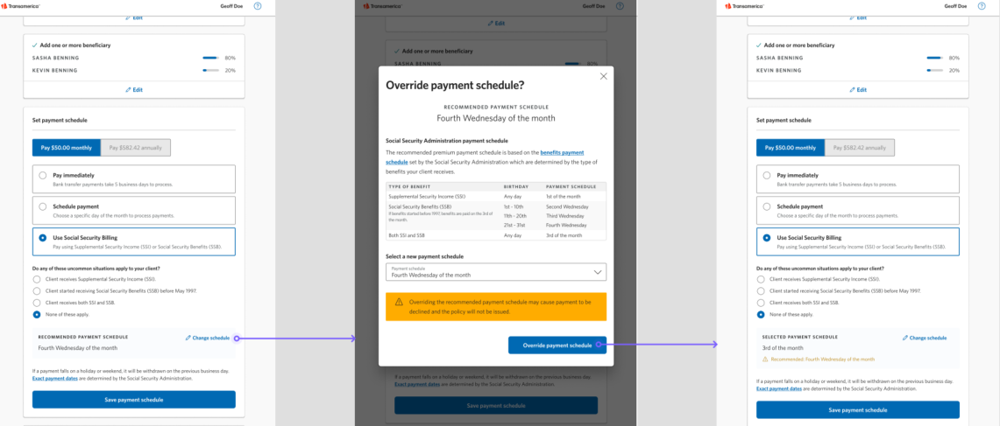 Transamerica
Geoff Doe
Edit
Add one or more beneficiary
SASHA BENNING
80%
KEVIN BENNING
20%
Edit
Set payment schedule
Pay $50.00 monthly
Pay $582.42 annually
Pay immediately
Bank transfer payments take 5 business days to process.
Schedule payment
Choose a specific day of the month to process payments.
Use Social Security Billing
Pay using Supplemental Security Income (SSI) or Social Security Benefits (SSB).
Do any of these uncommon situations apply to your client?
Client receives Supplemental Security Income (SSI).
Client started receiving Social Security Benefits (SSB) before May 1997.
Client receives both SSI and SSB.
None of these apply.
RECOMMENDED PAYMENT SCHEDULE
Change schedule
Fourth Wednesday of the month
If a payment falls on a holiday or weekend, it will be withdrawn on the previous business day.
Exact payment dates are determined by the Social Security Administration.
Save payment schedule
Transamerica
Geoff Doe
Edit
Add one or more beneficiary
SASHA BENNING
80%
Override payment schedule?
RECOMMENDED PAYMENT SCHEDULE
Fourth Wednesday of the month
Social Security Administration payment schedule
The recommended premium payment schedule is based on the benefits payment
schedule set by the Social Security Administration which are determined by the type of
benefits your client receives.
TYPE OF BENEFIT BIRTHDAY PAYMENT SCHEDULE
Supplemental Security Income (SSI) Any day 1st of the month
Social Security Benefits (SSB) 1st - 10th Second Wednesday
If benefits started before 1997, benefits are paid on the 3rd of
the month.
11th - 20th Third Wednesday
21st - 31st Fourth Wednesday
Both SSI and SSB Any day 3rd of the month
Select a new payment schedule
Payment schedule
Fourth Wednesday of the month
Overriding the recommended payment schedule may cause payment to be
declined and the policy will not be issued.
Override payment schedule
If a payment falls on a holiday or weekend, it will be withdrawn on the previous business day.
Exact payment dates are determined by the Social Security Administration.
Save payment schedule
Transamerica
Geoff Doe
Edit
Add one or more beneficiary
SASHA BENNING
80%
KEVIN BENNING
20%
Edit
Set payment schedule
Pay $50.00 monthly
Pay $582.42 annually
Pay immediately
Bank transfer payments take 5 business days to process.
Schedule payment
Choose a specific day of the month to process payments.
Use Social Security Billing
Pay using Supplemental Security Income (SSI) or Social Security Benefits (SSB).
Do any of these uncommon situations apply to your client?
Client receives Supplemental Security Income (SSI).
Client started receiving Social Security Benefits (SSB) before May 1997.
Client receives both SSI and SSB.
None of these apply.
SELECTED PAYMENT SCHEDULE
Change schedule
3rd of the month
Recommended: Fourth Wednesday of the month
If a payment falls on a holiday or weekend, it will be withdrawn on the previous business day.
Exact payment dates are determined by the Social Security Administration.
Save payment schedule